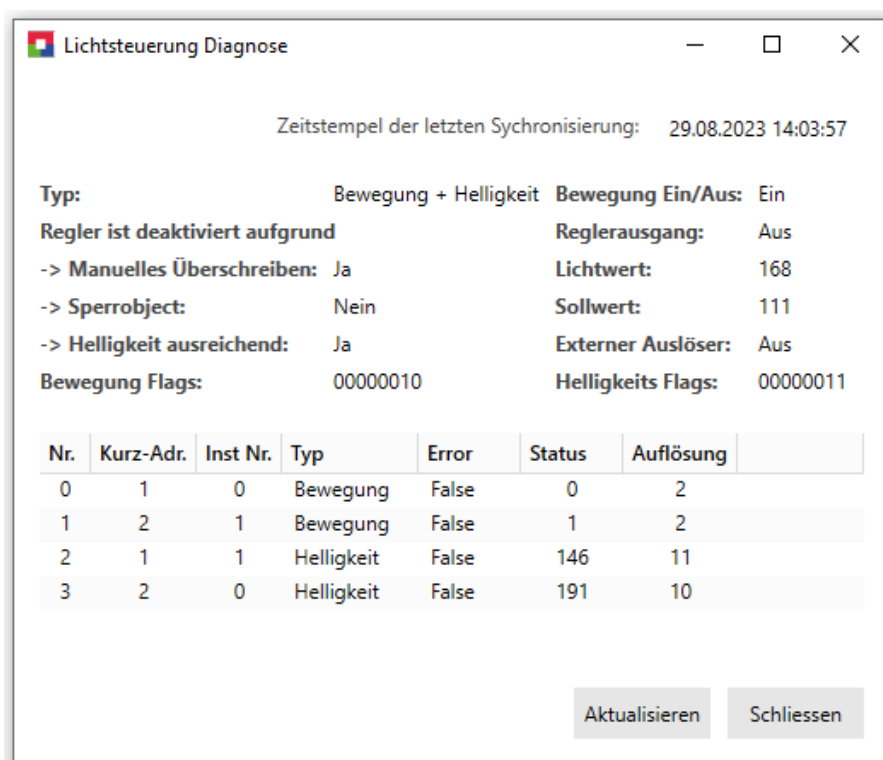 Lichtsteuerung Diagnose
Zeitstempel der letzten Sychronisierung: 29.08.2023 14:03:57
Typ: Bewegung + Helligkeit Bewegung Ein/Aus: Ein
Regler ist deaktiviert aufgrund Reglerausgang: Aus
-> Manuelles Überschreiben: Ja Lichtwert: 168
-> Sperrobject: Nein Sollwert: 111
-> Helligkeit ausreichend: Ja Externer Auslöser: Aus
Bewegung Flags: 00000010 Helligkeits Flags: 00000011
Nr. Kurz-Adr. Inst Nr. Typ Error Status Auflösung
0 1 0 Bewegung False 0 2
1 2 1 Bewegung False 1 2
2 1 1 Helligkeit False 146 11
3 2 0 Helligkeit False 191 10
Aktualisieren Schliessen